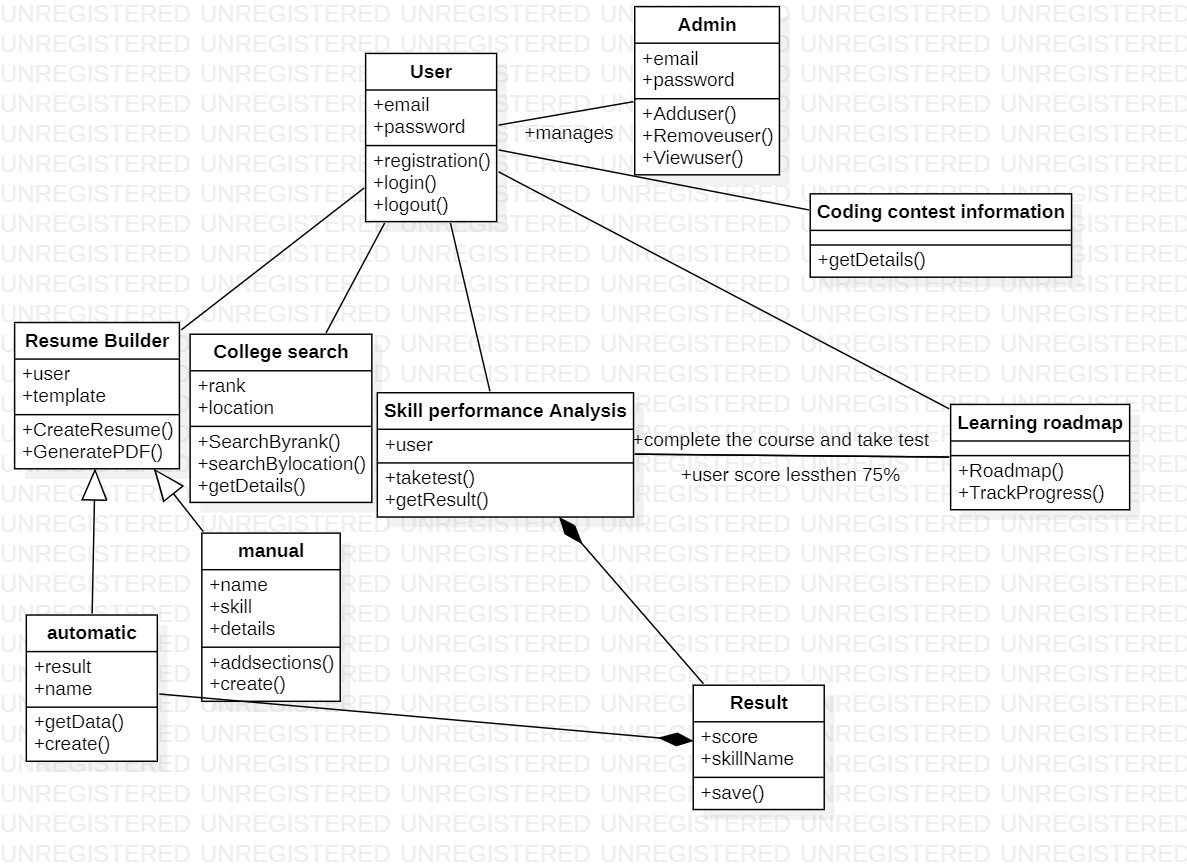 Admin
+email
+password
+Adduser()
+Removeuser()
+Viewuser()
User
+email
+password
+registration()
+login()
+logout()
+manages
Coding contest information
+getDetails()
Resume Builder
+user
+template
+CreateResume()
+GeneratePDF()
College search
+rank
+location
+SearchByrank()
+searchBylocation()
+getDetails()
Skill performance Analysis
+user
+taketest()
+getResult()
+complete the course and take test
+user score lessthen 75%
Learning roadmap
+Roadmap()
+TrackProgress()
manual
+name
+skill
+details
+addsections()
+create()
automatic
+result
+name
+getData()
+create()
Result
+score
+skillName
+save()
UNREGISTERED